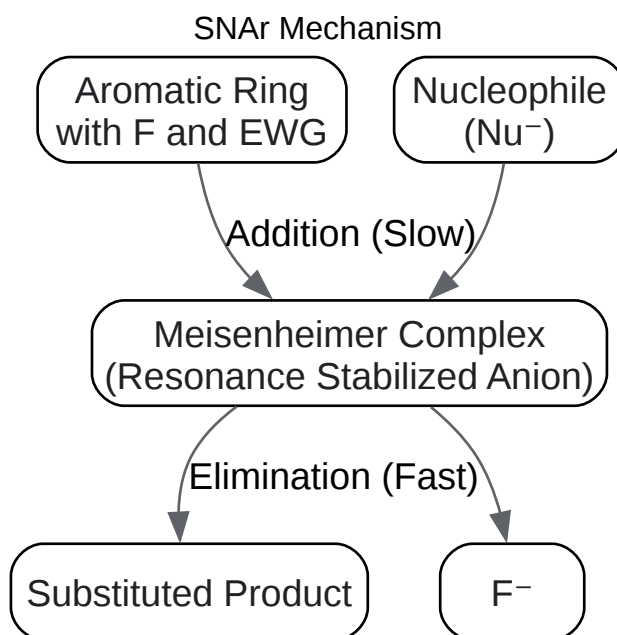 SNAr Mechanism
Aromatic Ring
with F and EWG
Nucleophile
(Nu⁻)
Addition (Slow)
Meisenheimer Complex
(Resonance Stabilized Anion)
Elimination (Fast)
Substituted Product
F⁻